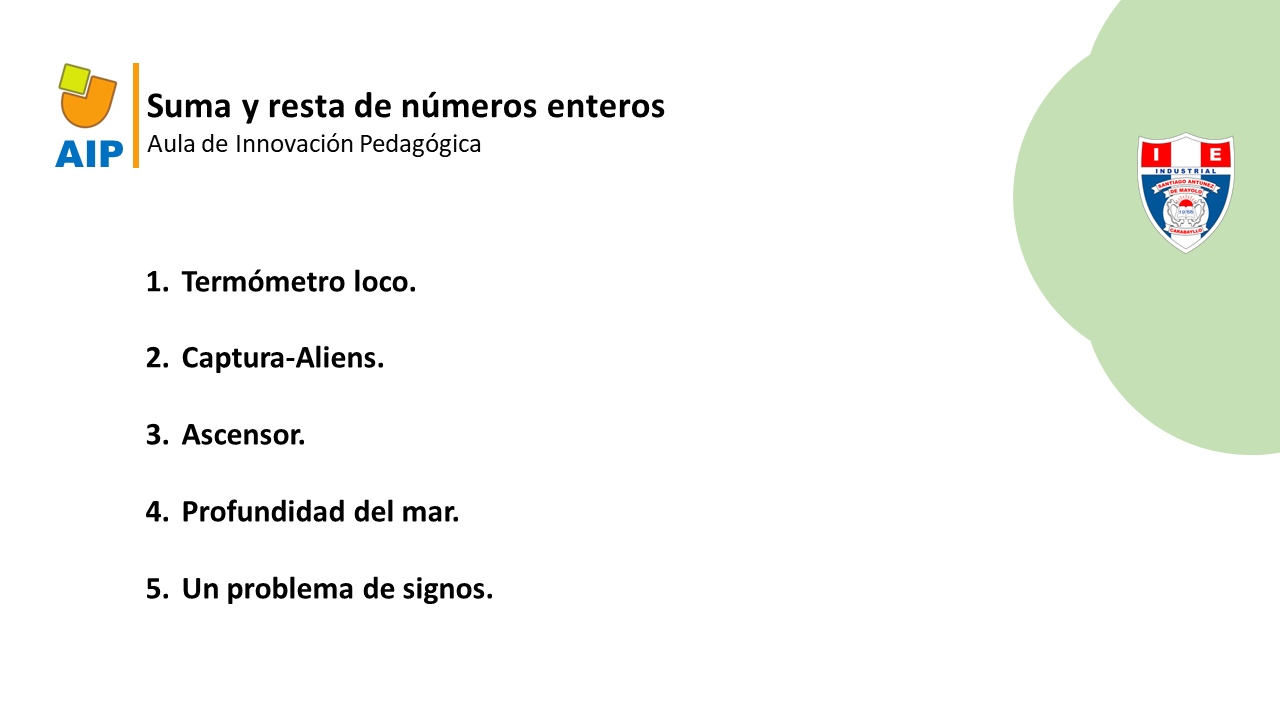 Suma y resta de números enteros
AIP
Aula de Innovación Pedagógica
I E
INDUSTRIAL
SANTIAGO ANTUNEZ
DE MAYOLO
CARABAYLLO
1. Termómetro loco.
2. Captura-Aliens.
3. Ascensor.
4. Profundidad del mar.
5. Un problema de signos.